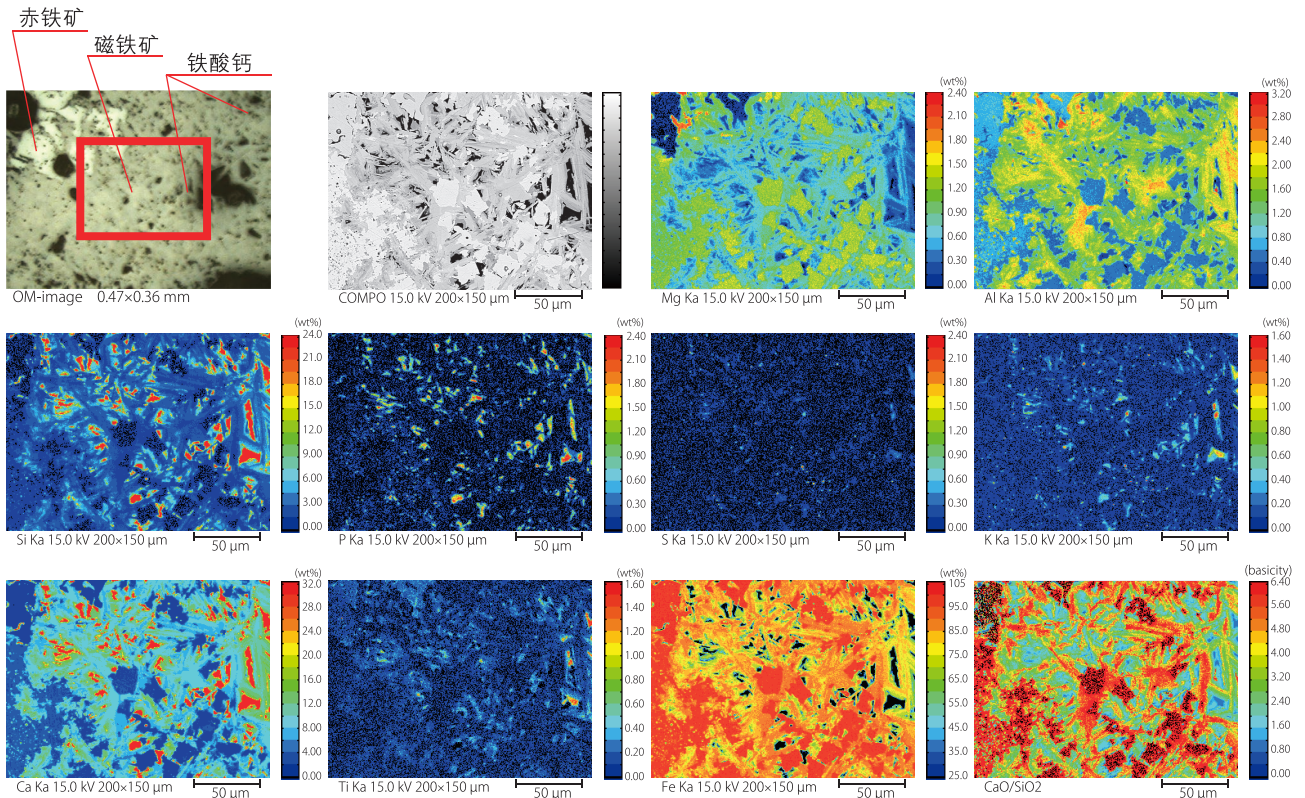 赤铁矿
磁铁矿
铁酸钙
OM-image 0.47×0.36 mm
COMPO 15.0 kV 200×150 μm
50 μm
(wt%)
2.40
2.10
1.80
1.50
1.20
0.90
0.60
0.30
0.00
Mg Ka 15.0 kV 200×150 μm
50 μm
(wt%)
3.20
2.80
2.40
2.00
1.60
1.20
0.80
0.40
0.00
Al Ka 15.0 kV 200×150 μm
50 μm
(wt%)
24.0
21.0
18.0
15.0
12.0
9.00
6.00
3.00
0.00
Si Ka 15.0 kV 200×150 μm
50 μm
(wt%)
2.40
2.10
1.80
1.50
1.20
0.90
0.60
0.30
0.00
P Ka 15.0 kV 200×150 μm
50 μm
(wt%)
2.40
2.10
1.80
1.50
1.20
0.90
0.60
0.30
0.00
S Ka 15.0 kV 200×150 μm
50 μm
(wt%)
1.60
1.40
1.20
1.00
0.80
0.60
0.40
0.20
0.00
K Ka 15.0 kV 200×150 μm
50 μm
(wt%)
32.0
28.0
24.0
20.0
16.0
12.0
8.00
4.00
0.00
Ca Ka 15.0 kV 200×150 μm
50 μm
(wt%)
1.60
1.40
1.20
1.00
0.80
0.60
0.40
0.20
0.00
Ti Ka 15.0 kV 200×150 μm
50 μm
(wt%)
105
95.0
85.0
75.0
65.0
55.0
45.0
35.0
25.0
Fe Ka 15.0 kV 200×150 μm
50 μm
(basicity)
6.40
5.60
4.80
4.00
3.20
2.40
1.60
0.80
0.00
CaO/SiO2
50 μm